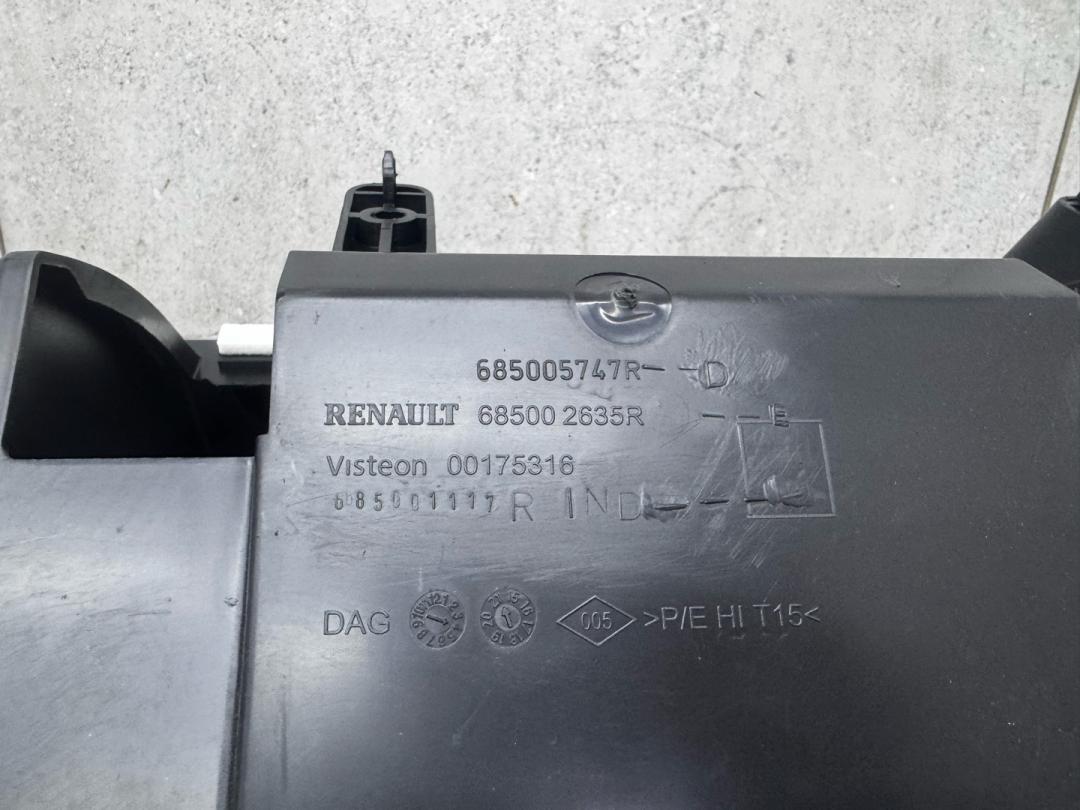 685005747R-- --D
RENAULT 68500 2635R --E
Visteon 00175316
685001117R IND---
DAG 005 >P/E HI T15<